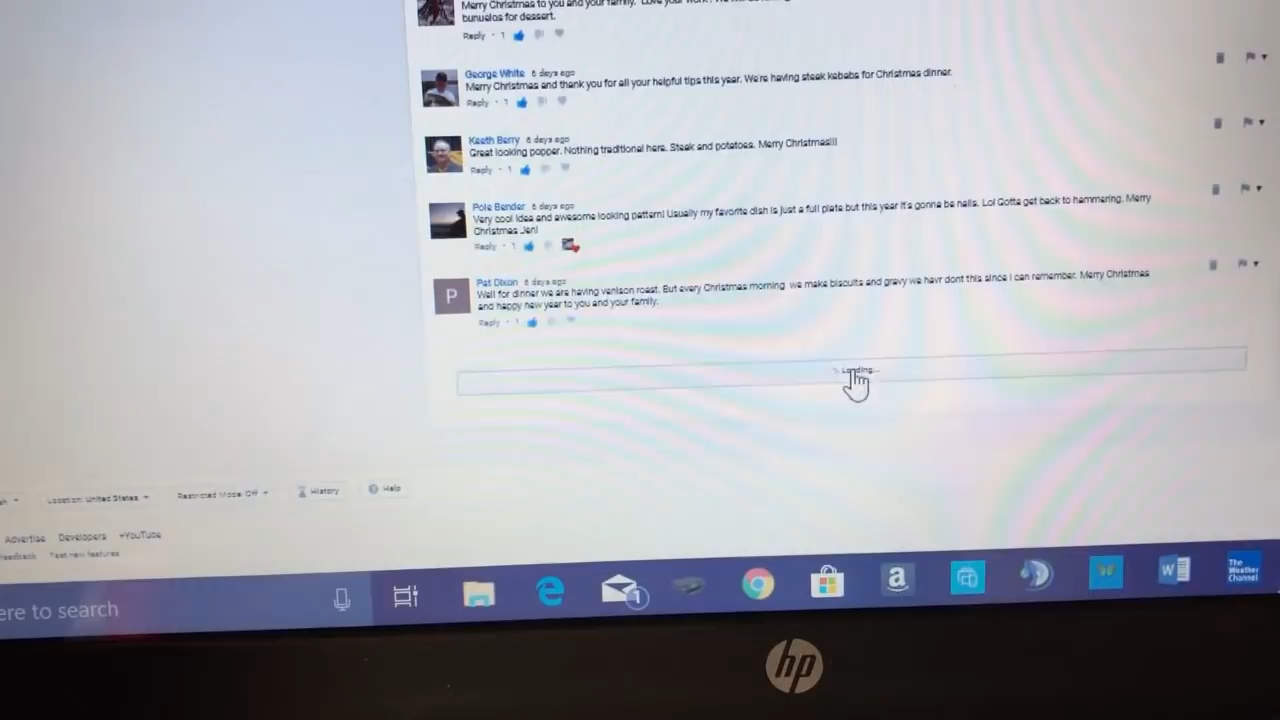 Merry Christmas to you and your family. Love your work!
bunuelos for dessert.
Reply · 1
George White 6 days ago
Merry Christmas and thank you for all your helpful tips this year. We're having steak kebabs for Christmas dinner.
Reply · 1
Keeth Berry 6 days ago
Great looking popper. Nothing traditional here. Steak and potatoes. Merry Christmas!!!
Reply · 1
Pole Bender 6 days ago
Very cool idea and awesome looking pattern! Usually my favorite dish is just a full plate but this year it's gonna be nails. Lol Gotta get back to hammering. Merry
Christmas Jen!
Reply · 1
P
Pat Dixon 6 days ago
Well for dinner we are having venison roast. But every Christmas morning we make biscuits and gravy we havr dont this since I can remember. Merry Christmas
and happy new year to you and your family.
Reply · 1
Loading...
Location: United States
Restricted Mode: Off
History
Help
Advertise Developers +YouTube
feedback Test new features
ere to search
1
a
W
The
Weather
Channel
hp